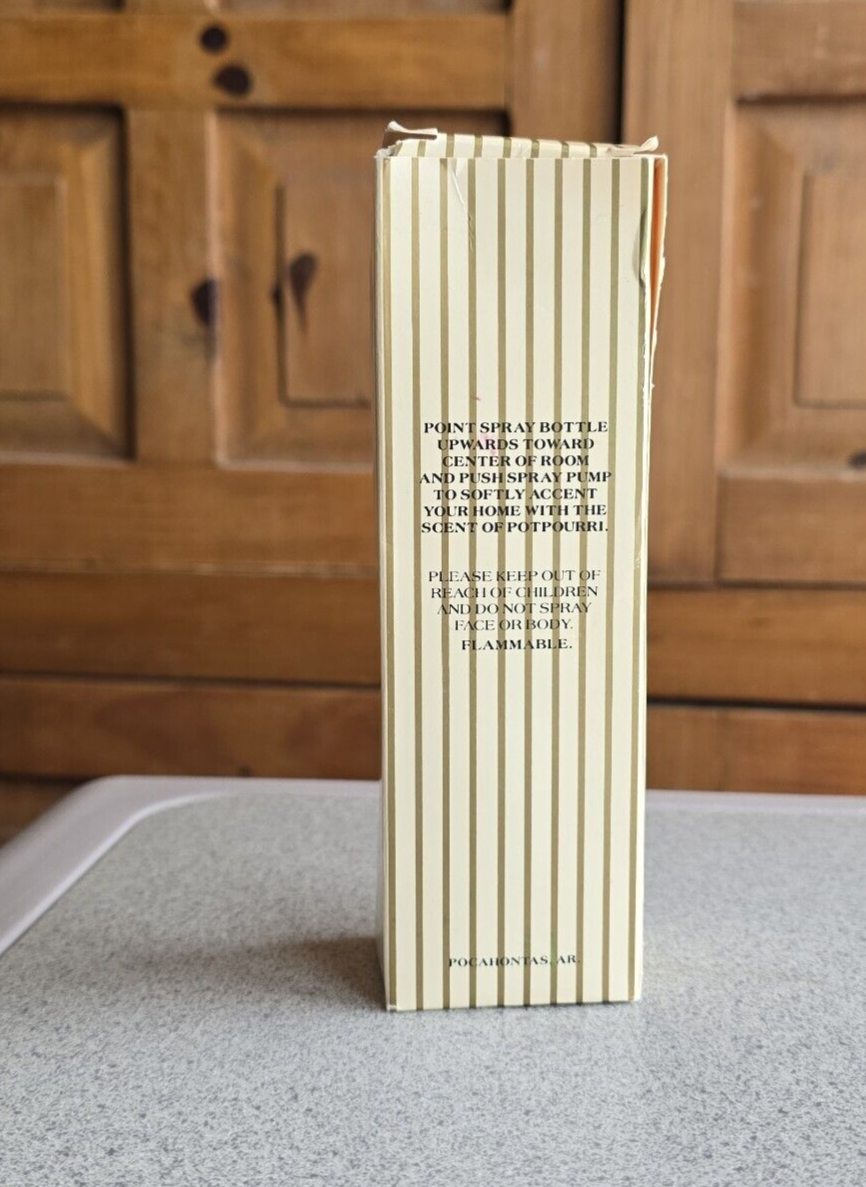 POINT SPRAY BOTTLE
UPWARDS TOWARD
CENTER OF ROOM
AND PUSH SPRAY PUMP
TO SOFTLY ACCENT
YOUR HOME WITH THE
SCENT OF POTPOURRI.
PLEASE KEEP OUT OF
REACH OF CHILDREN
AND DO NOT SPRAY
FACE OR BODY.
FLAMMABLE.
POCAHONTAS, AR.